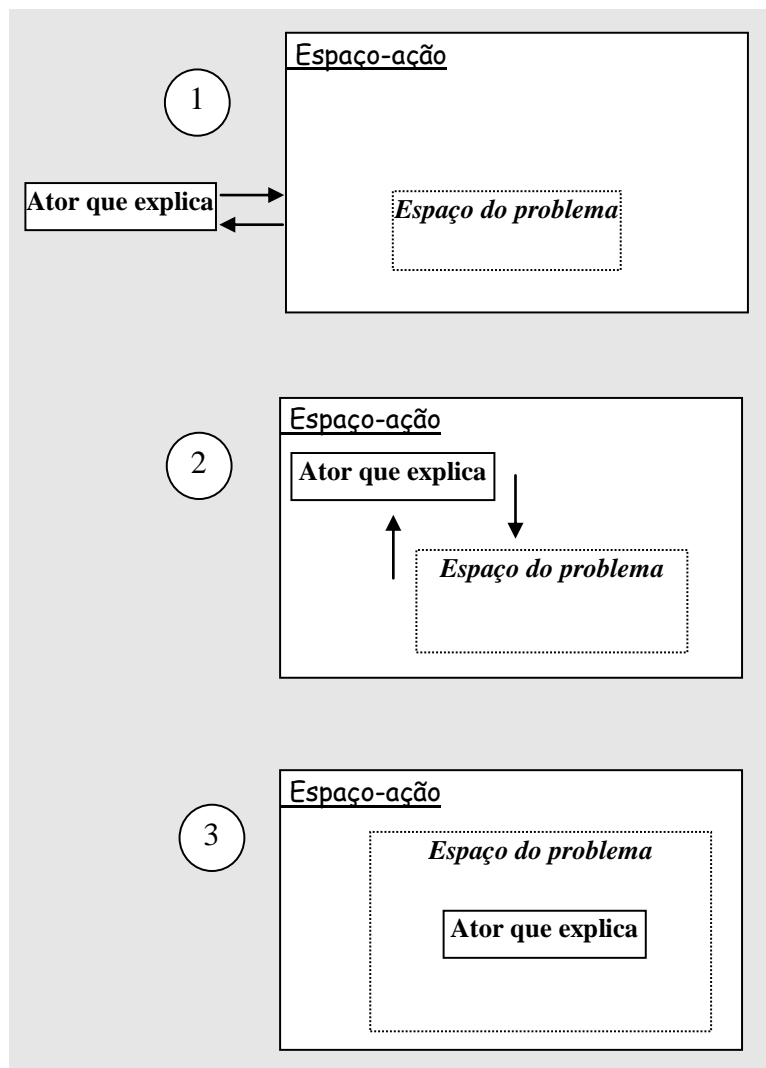 Espaço-ação
1
Ator que explica
Espaço do problema
Espaço-ação
2
Ator que explica
Espaço do problema
Espaço-ação
3
Espaço do problema
Ator que explica